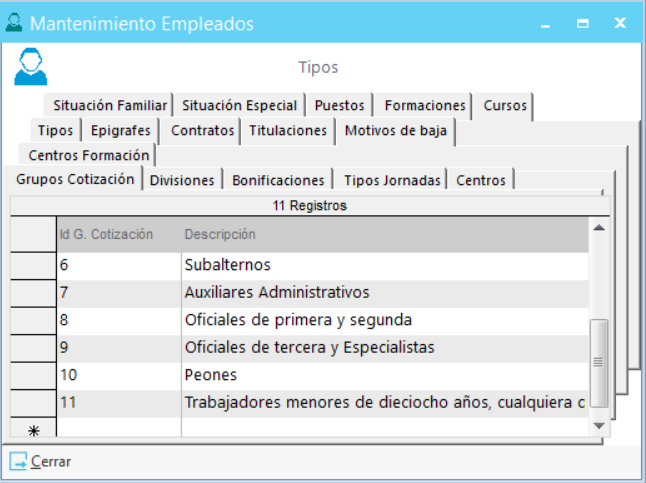 Mantenimiento Empleados
Tipos
Situación Familiar Situación Especial Puestos Formaciones Cursos
Tipos Epigrafes Contratos Titulaciones Motivos de baja
Centros Formación
Grupos Cotización Divisiones Bonificaciones Tipos Jornadas Centros
11 Registros
Id G. Cotización Descripción
6 Subalternos
7 Auxiliares Administrativos
8 Oficiales de primera y segunda
9 Oficiales de tercera y Especialistas
10 Peones
11 Trabajadores menores de dieciocho años, cualquiera c
Cerrar